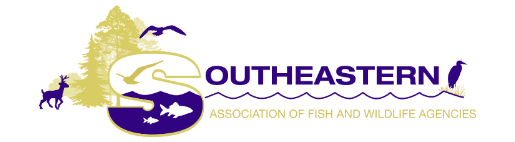 SOUTHEASTERN
ASSOCIATION OF FISH AND WILDLIFE AGENCIES